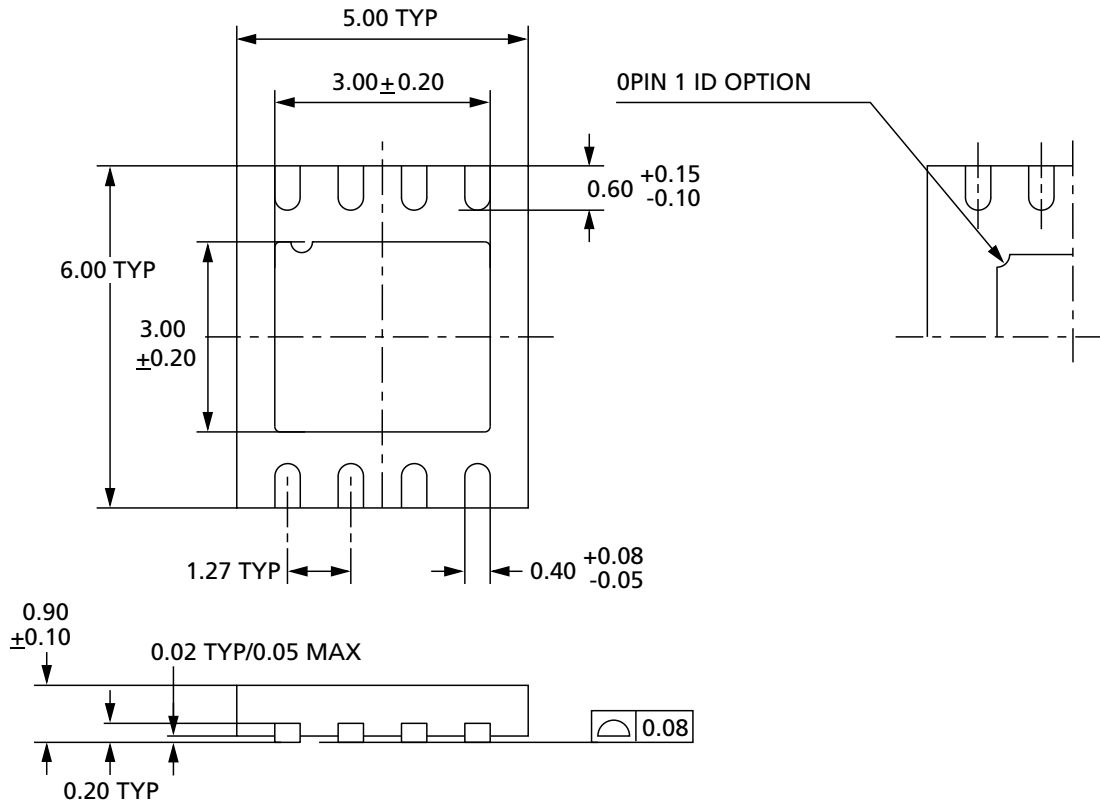 5.00 TYP
3.00±0.20
0PIN 1 ID OPTION
0.60 +0.15
-0.10
6.00 TYP
3.00
±0.20
1.27 TYP
0.40 +0.08
-0.05
0.90
±0.10
0.02 TYP/0.05 MAX
0.08
0.20 TYP